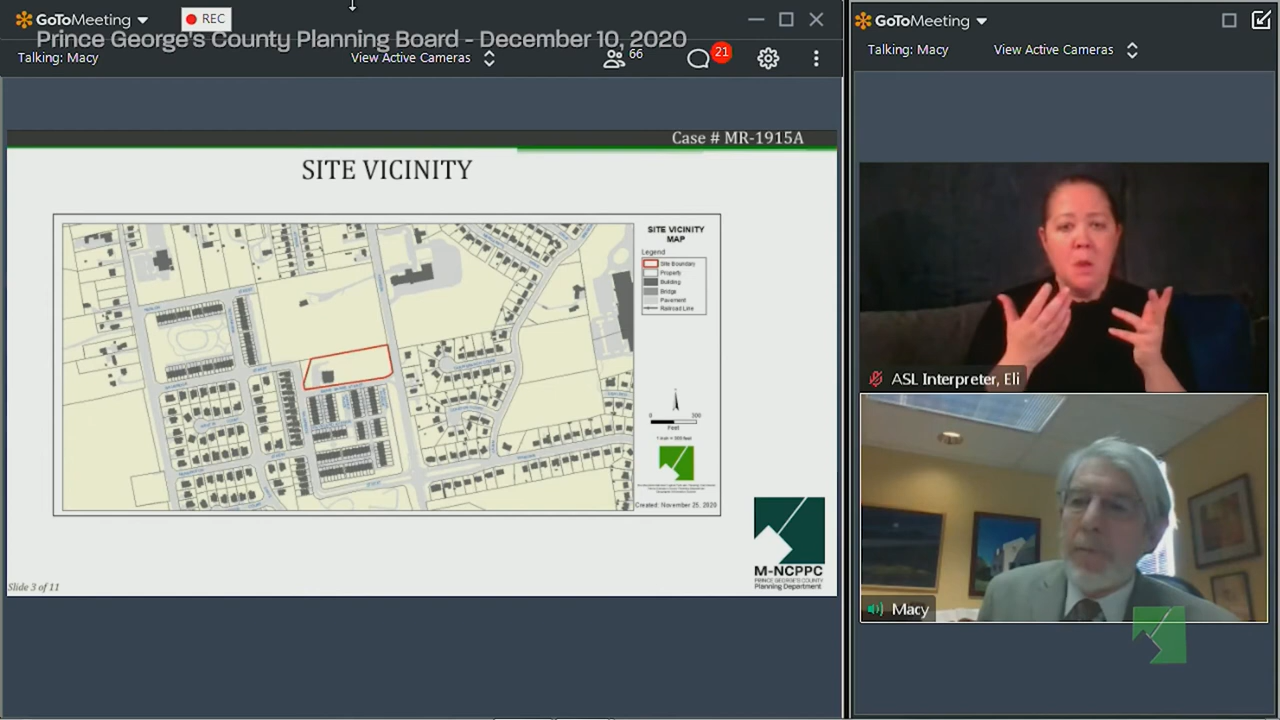 GoToMeeting
REC
Prince George's County Planning Board - December 10, 2020
Talking: Macy
View Active Cameras
66
21
Case # MR-1915A
SITE VICINITY
SITE VICINITY
MAP
Legend
Site Boundary
Property
Building
Bridge
Pavement
Railroad Line
0
300
Feet
Created: November 25, 2020
M-NCPPC
PRINCE GEORGE'S COUNTY
Planning Department
Slide 3 of 11
GoToMeeting
Talking: Macy
View Active Cameras
ASL Interpreter, Eli
Macy